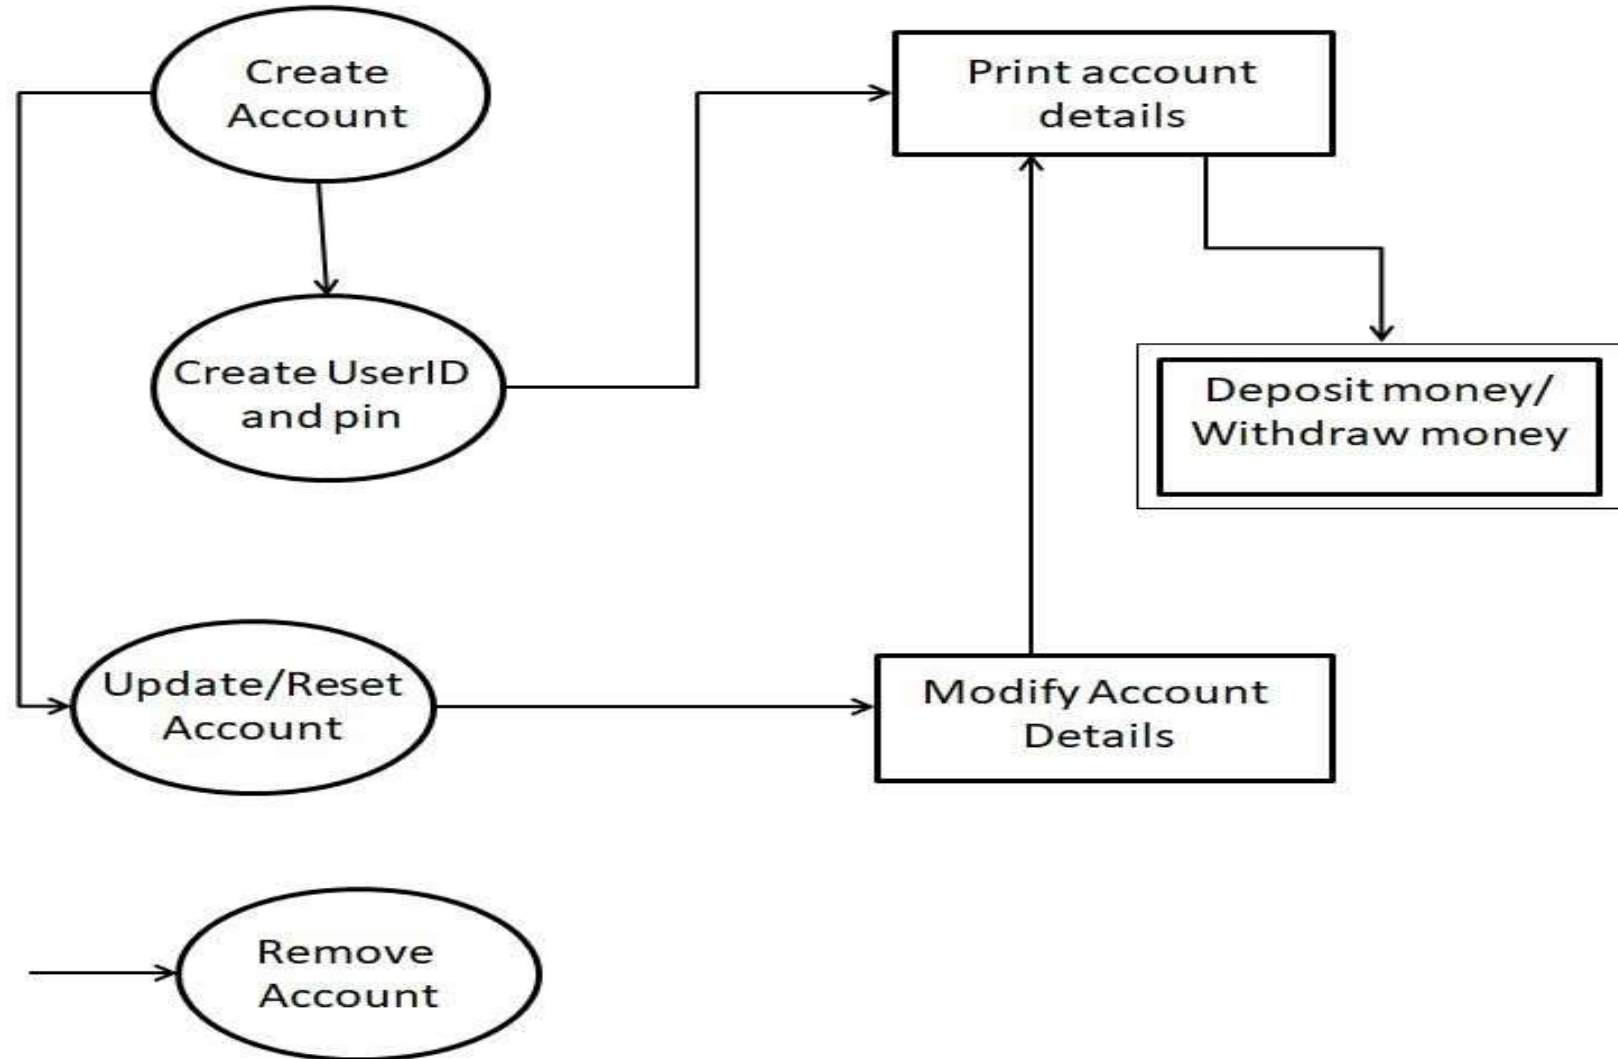 Create
Account
Print account
details
Create UserID
and pin
Deposit money/
Withdraw money
Update/Reset
Account
Modify Account
Details
Remove
Account